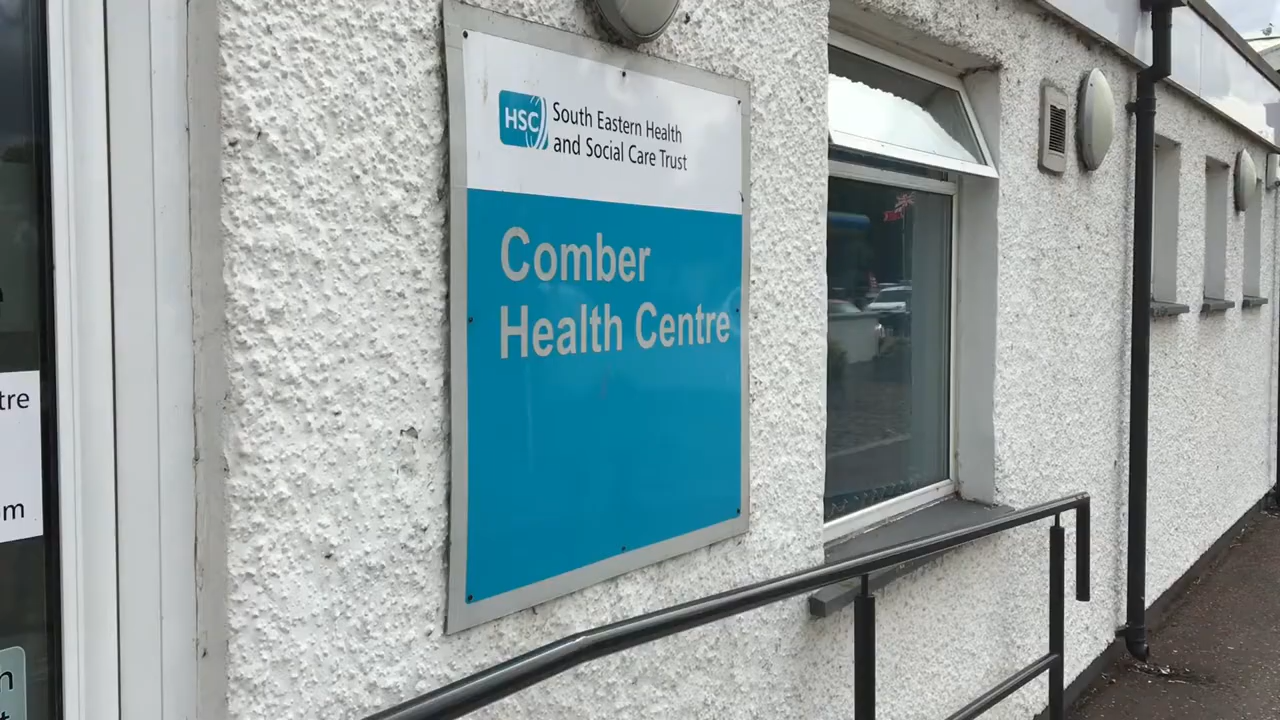 HSC
South Eastern Health
and Social Care Trust
Comber
Health Centre
tre
m
n